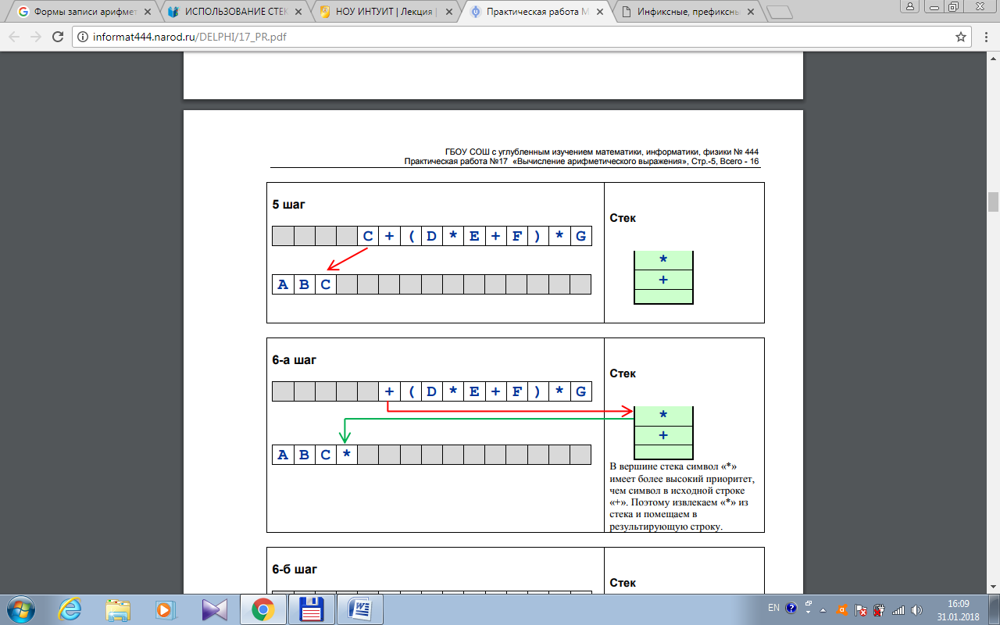 Формы записи арифмет
ИСПОЛЬЗОВАНИЕ СТЕК
НОУ ИНТУИТ | Лекция |
Практическая работа М
Инфиксные, префиксны
informat444.narod.ru/DELPHI/17_PR.pdf
ГБОУ СОШ с углубленным изучением математики, информатики, физики № 444
Практическая работа №17 «Вычисление арифметического выражения», Стр.-5, Всего - 16
5 шаг
C + ( D * E + F ) * G
A B C
Стек
*
+
6-а шаг
+ ( D * E + F ) * G
A B C *
Стек
*
+
В вершине стека символ «*»
имеет более высокий приоритет,
чем символ в исходной строке
«+». Поэтому извлекаем «*» из
стека и помещаем в
результирующую строку.
6-б шаг
Стек
EN
16:09
31.01.2018